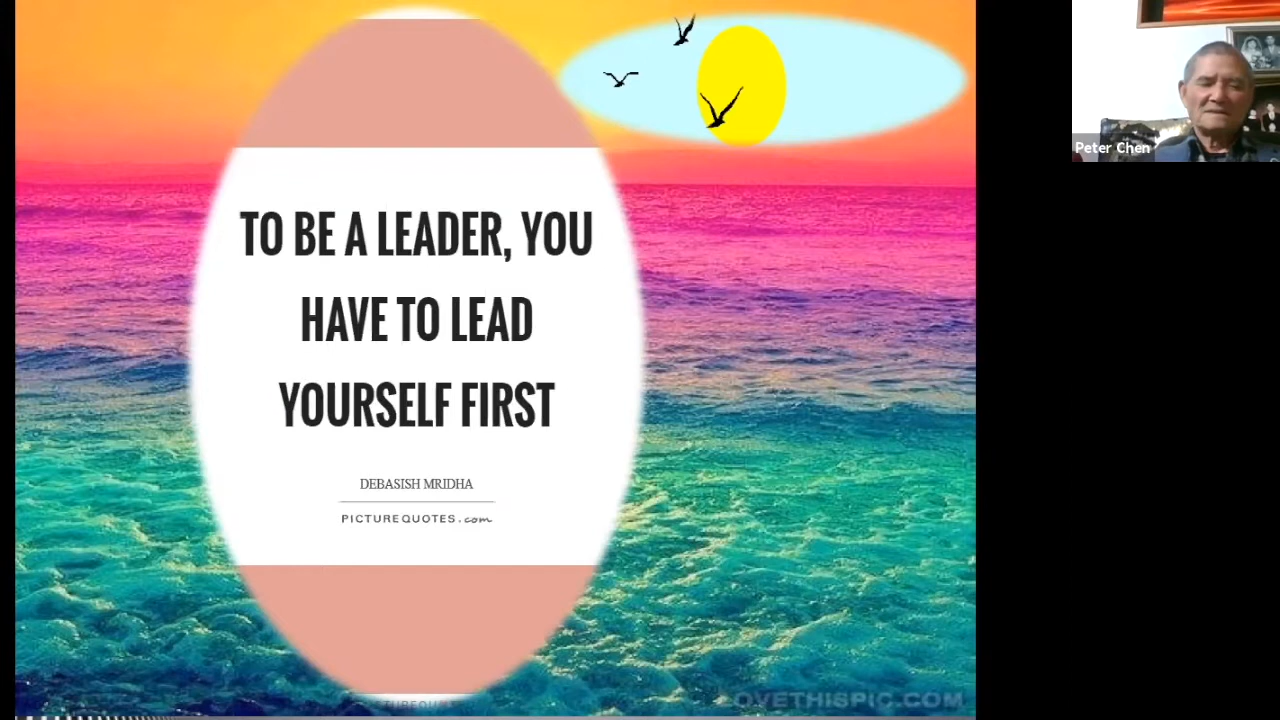 TO BE A LEADER, YOU
HAVE TO LEAD
YOURSELF FIRST
DEBASISH MRIDHA
PICTUREQUOTES.com
Peter Chen
OVETHISPIC.COM